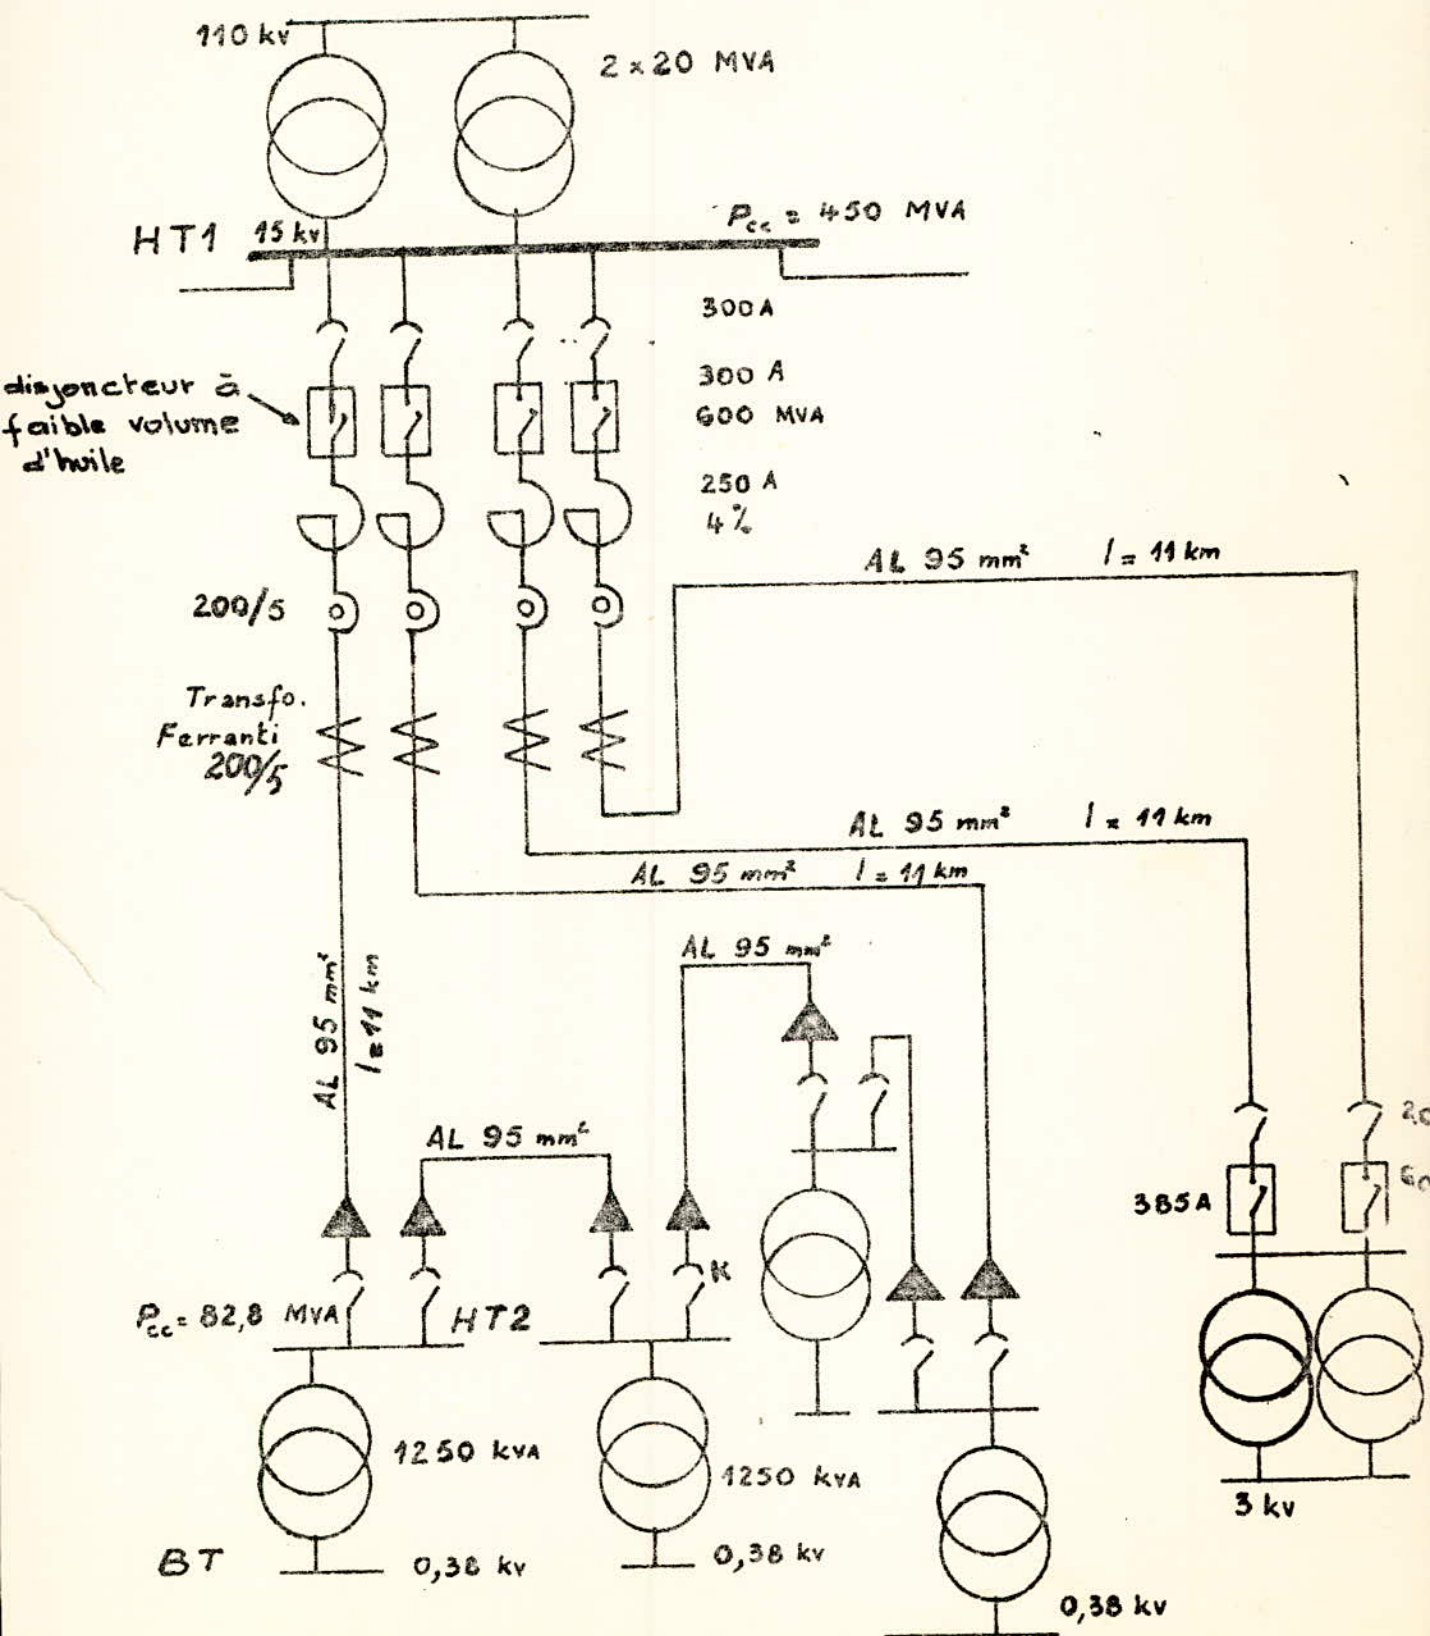 110 kv
2 x 20 MVA
HT1 15 kv
Pcc = 450 MVA
300 A
disjoncteur à
faible volume
d'huile
300 A
600 MVA
250 A
4%
AL 95 mm² l = 11 km
200/5
Transfo.
Ferranti
200/5
AL 95 mm² l = 11 km
AL 95 mm² l = 11 km
AL 95 mm²
AL 95 mm²
l = 11 km
AL 95 mm²
385 A
K
Pcc = 82,8 MVA
HT2
1250 kVA
1250 kVA
3 kv
BT
0,38 kv
0,38 kv
0,38 kv